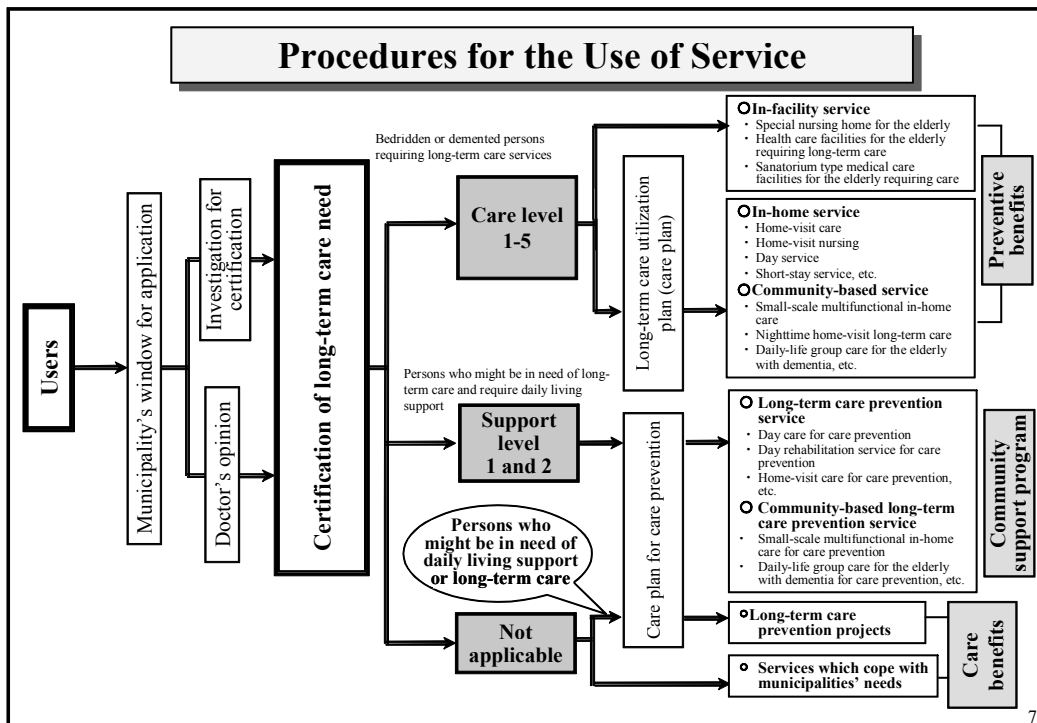 Procedures for the Use of Service
Users
Municipality's window for application
Investigation for
certification
Doctor's opinion
Certification of long-term care need
Bedridden or demented persons
requiring long-term care services
Care level
1-5
Persons who might be in need of long-
term care and require daily living
support
Support
level
1 and 2
Persons who
might be in need of
daily living support
or long-term care
Not
applicable
Long-term care utilization
plan (care plan)
Care plan for care prevention
In-facility service
・ Special nursing home for the elderly
・ Health care facilities for the elderly
requiring long-term care
・ Sanatorium type medical care
facilities for the elderly requiring care
In-home service
・ Home-visit care
・ Home-visit nursing
・ Day service
・ Short-stay service, etc.
Community-based service
・ Small-scale multifunctional in-home
care
・ Nighttime home-visit long-term care
・ Daily-life group care for the elderly
with dementia, etc.
Long-term care prevention
service
・ Day care for care prevention
・ Day rehabilitation service for care
prevention
・ Home-visit care for care prevention,
etc.
Community-based long-term
care prevention service
・ Small-scale multifunctional in-home
care for care prevention
・ Daily-life group care for the elderly
with dementia for care prevention, etc.
Long-term care
prevention projects
Services which cope with
municipalities' needs
Preventive
benefits
Community
support program
Care
benefits
7